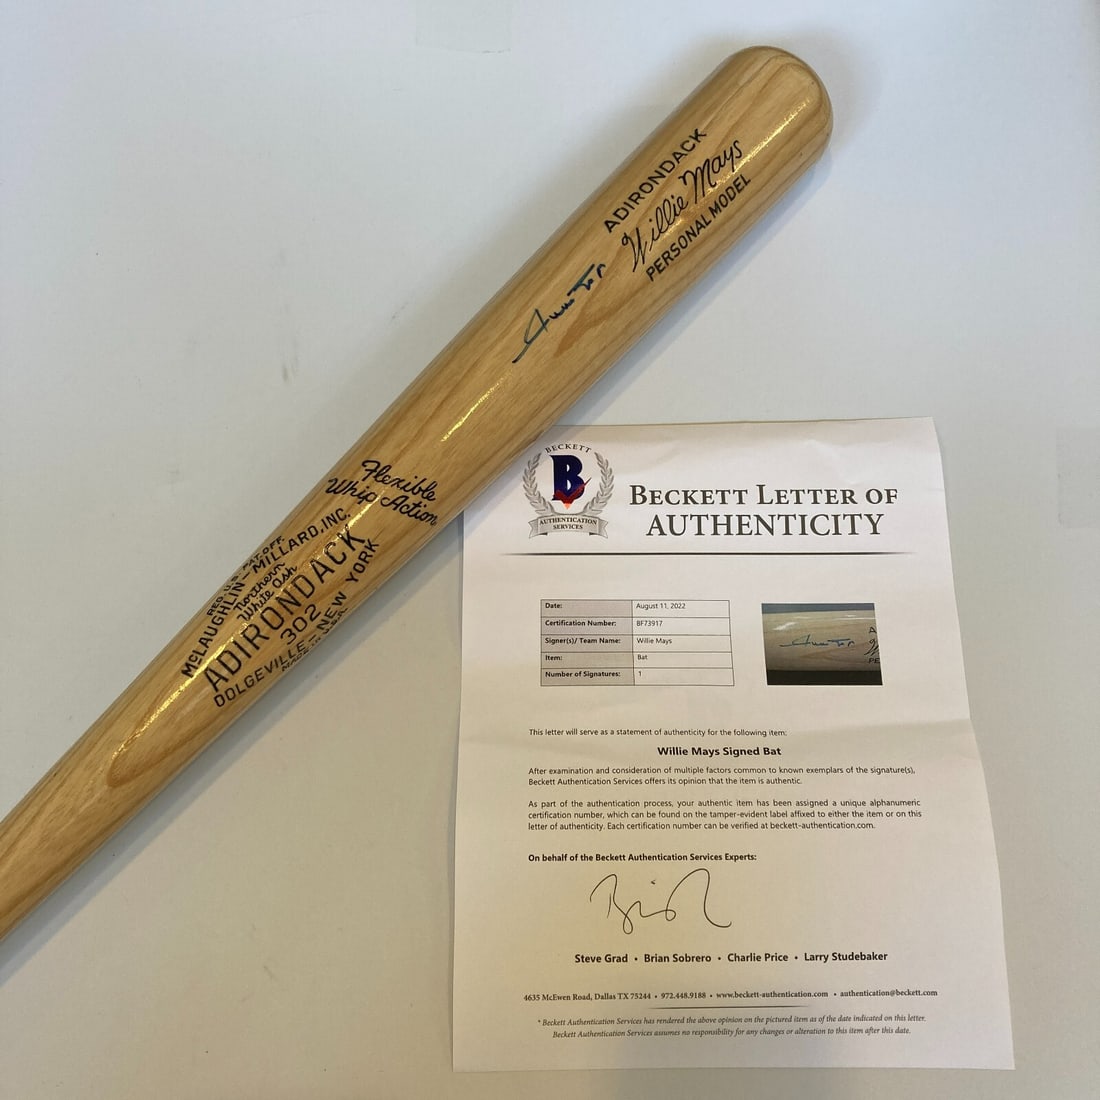 ADIRONDACK
Willie Mays
PERSONAL MODEL
Flexible
Whip Action
REG. U.S. PAT. OFF.
McLAUGHLIN-MILLARD, INC.
Northern
White Ash
ADIRONDACK
302
DOLGEVILLE-NEW YORK
MADE IN U.S.A.
BECKETT
B
AUTHENTICATION
SERVICES
BECKETT LETTER OF
AUTHENTICITY
Date: August 11, 2022
Certification Number: BF73917
Signer(s)/ Team Name: Willie Mays
Item: Bat
Number of Signatures: 1
This letter will serve as a statement of authenticity for the following item:
Willie Mays Signed Bat
After examination and consideration of multiple factors common to known exemplars of the signature(s),
Beckett Authentication Services offers its opinion that the item is authentic.
As part of the authentication process, your authentic item has been assigned a unique alphanumeric
certification number, which can be found on the tamper-evident label affixed to either the item or on this
letter of authenticity. Each certification number can be verified at beckett-authentication.com.
On behalf of the Beckett Authentication Services Experts:
Steve Grad • Brian Sobrero • Charlie Price • Larry Studebaker
4635 McEwen Road, Dallas TX 75244 • 972.448.9188 • www.beckett-authentication.com • authentication@beckett.com
* Beckett Authentication Services has rendered the above opinion on the pictured item as of the date indicated on this letter.
Beckett Authentication Services assumes no responsibility for any changes or alteration to this item after this date.